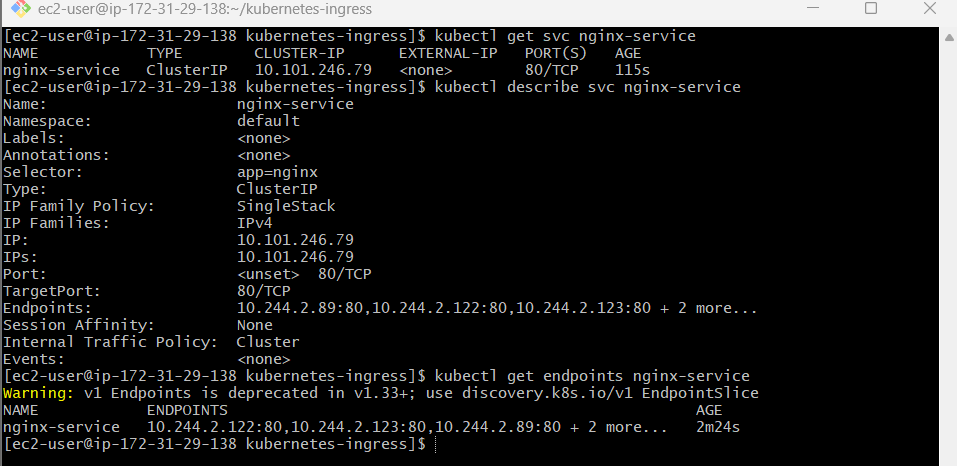 ec2-user@ip-172-31-29-138:~/kubernetes-ingress
[ec2-user@ip-172-31-29-138 kubernetes-ingress]$ kubectl get svc nginx-service
NAME            TYPE        CLUSTER-IP      EXTERNAL-IP   PORT(S)   AGE
nginx-service   ClusterIP   10.101.246.79   <none>        80/TCP    115s
[ec2-user@ip-172-31-29-138 kubernetes-ingress]$ kubectl describe svc nginx-service
Name:                     nginx-service
Namespace:                default
Labels:                   <none>
Annotations:              <none>
Selector:                 app=nginx
Type:                     ClusterIP
IP Family Policy:         SingleStack
IP Families:              IPv4
IP:                       10.101.246.79
IPs:                      10.101.246.79
Port:                     <unset>  80/TCP
TargetPort:               80/TCP
Endpoints:                10.244.2.89:80,10.244.2.122:80,10.244.2.123:80 + 2 more...
Session Affinity:         None
Internal Traffic Policy:  Cluster
Events:                   <none>
[ec2-user@ip-172-31-29-138 kubernetes-ingress]$ kubectl get endpoints nginx-service
Warning: v1 Endpoints is deprecated in v1.33+; use discovery.k8s.io/v1 EndpointSlice
NAME            ENDPOINTS                                                    AGE
nginx-service   10.244.2.122:80,10.244.2.123:80,10.244.2.89:80 + 2 more...   2m24s
[ec2-user@ip-172-31-29-138 kubernetes-ingress]$